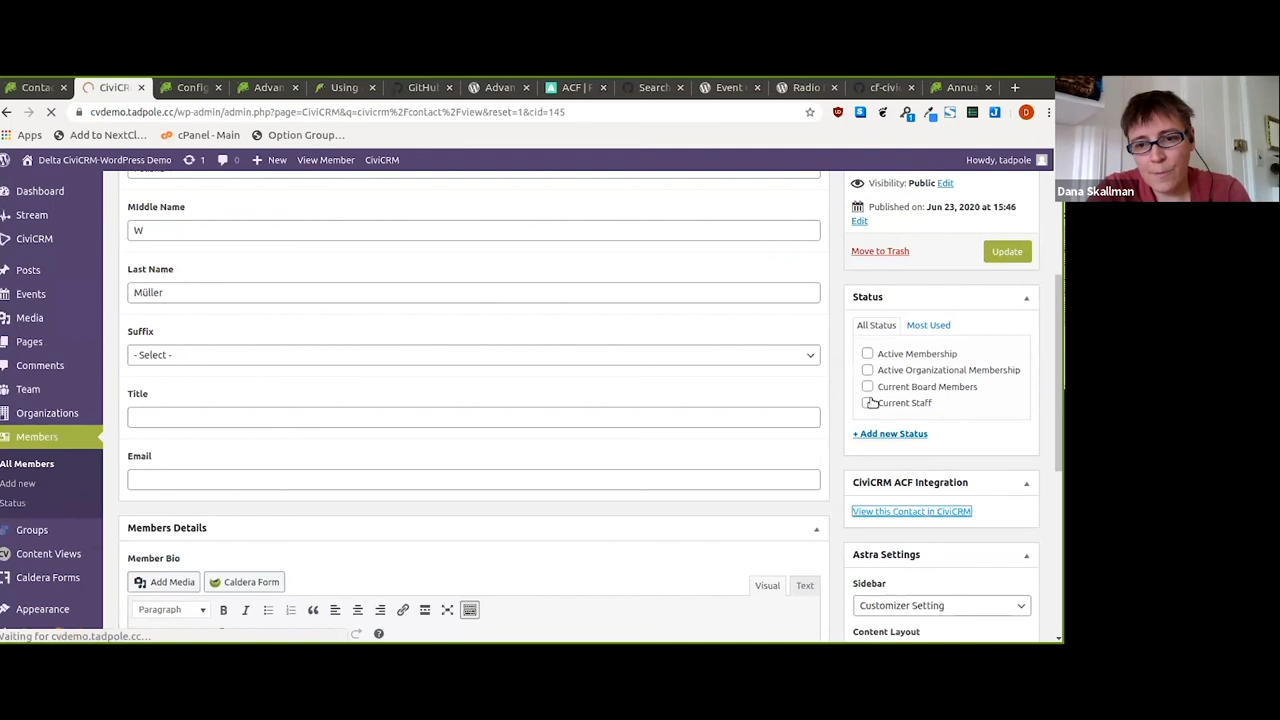 Conta
CiviCR
Config
Advan
Using
GitHul
Advan
ACF | P
Search
Event
Radio
cf-civic
Annua
cvdemo.tadpole.cc/wp-admin/admin.php?page=CiviCRM&q=civicrm%2Fcontact%2Fview&reset=1&cid=145
Apps
Add to NextCl...
cPanel - Main
Option Group...
Delta CiviCRM-WordPress Demo
1
0
New
View Member
CiviCRM
Howdy, tadpole
Dana Skallman
Dashboard
Stream
CiviCRM
Posts
Events
Media
Pages
Comments
Team
Organizations
Members
All Members
Add new
Status
Groups
Content Views
Caldera Forms
Appearance
Waiting for cvdemo.tadpole.cc...
MIddle Name
W
Last Name
Müller
Suffix
- Select -
Title
Email
Members Details
Member Bio
Add Media
Caldera Form
Visual
Text
Paragraph
Visibility: Public Edit
Published on: Jun 23, 2020 at 15:46
Edit
Move to Trash
Update
Status
All Status
Most Used
Active Membership
Active Organizational Membership
Current Board Members
Current Staff
+ Add new Status
CiviCRM ACF Integration
View this Contact in CiviCRM
Astra Settings
Sidebar
Customizer Setting
Content Layout